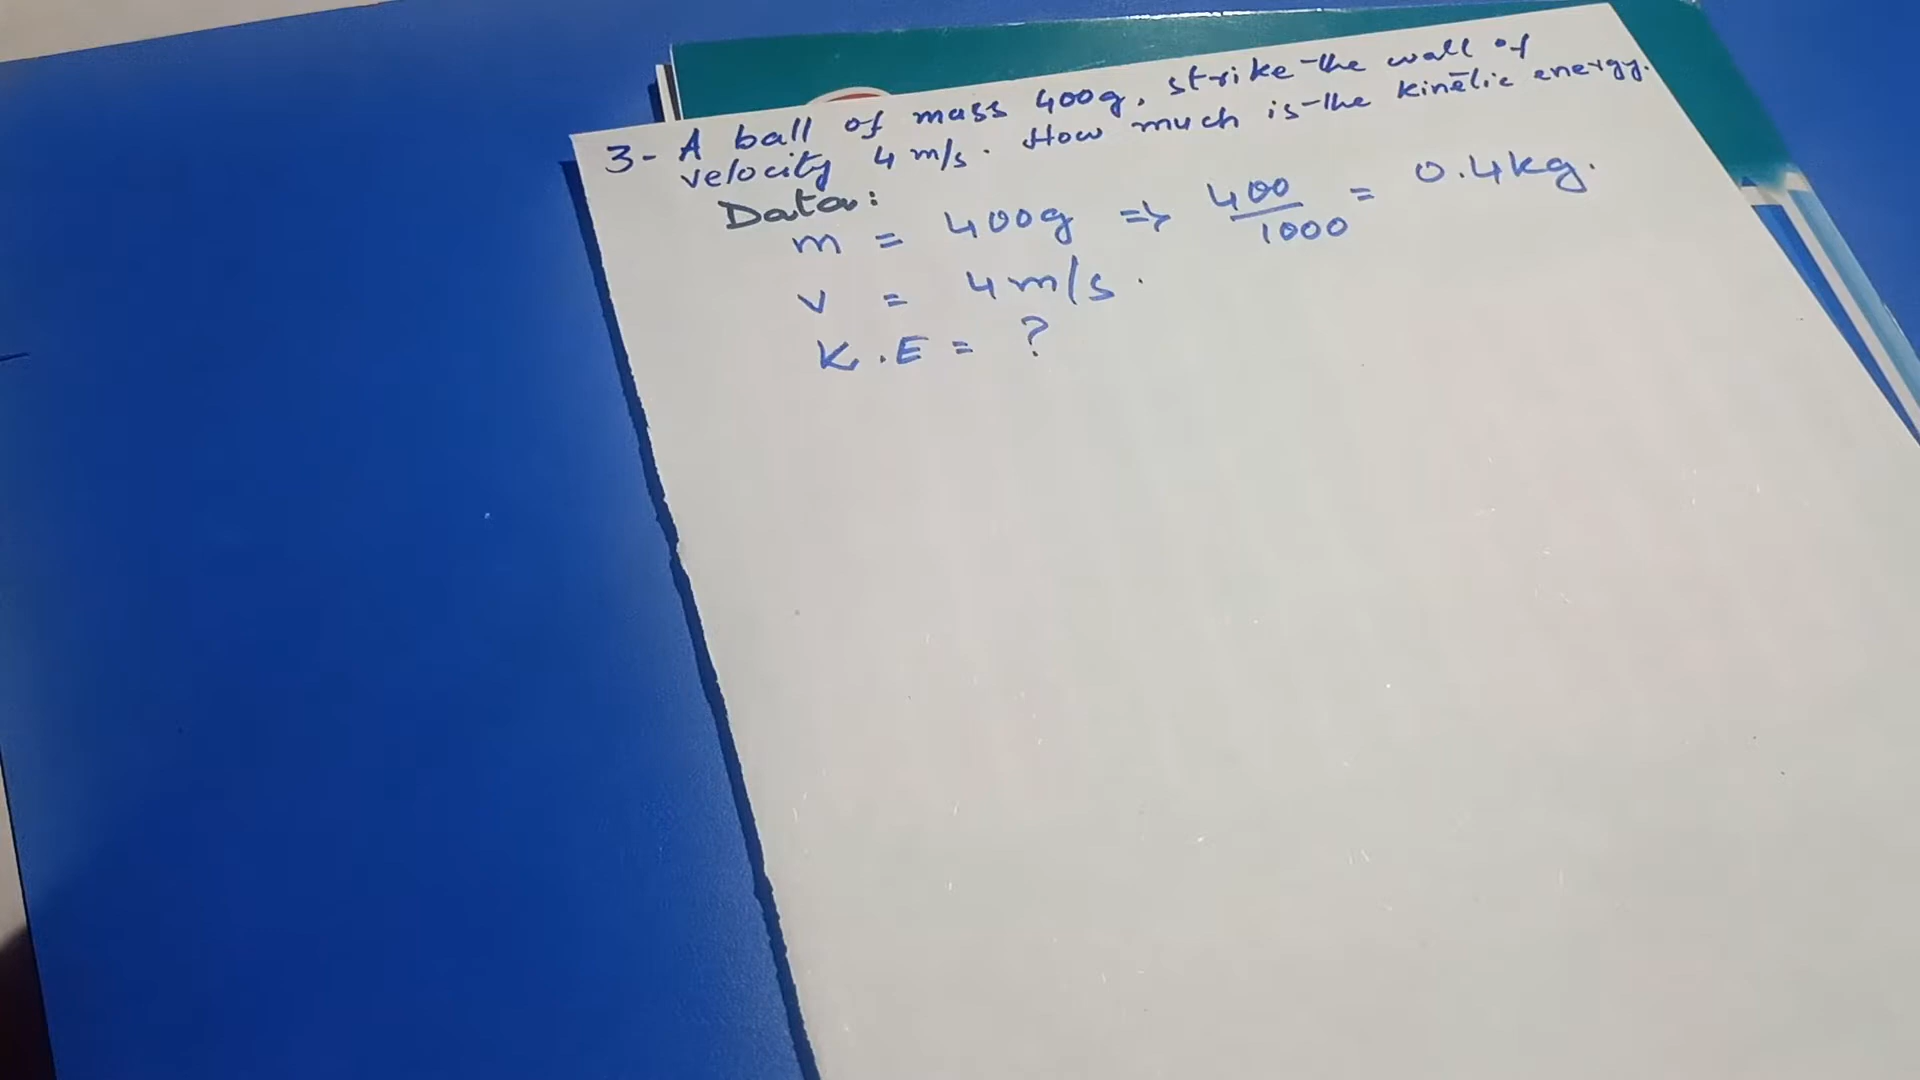 3- A ball of mass 400g, strike the wall of
velocity 4 m/s. How much is the kinetic energy.
Data:
m = 400g => 400/1000 = 0.4kg.
v = 4m/s.
K.E = ?